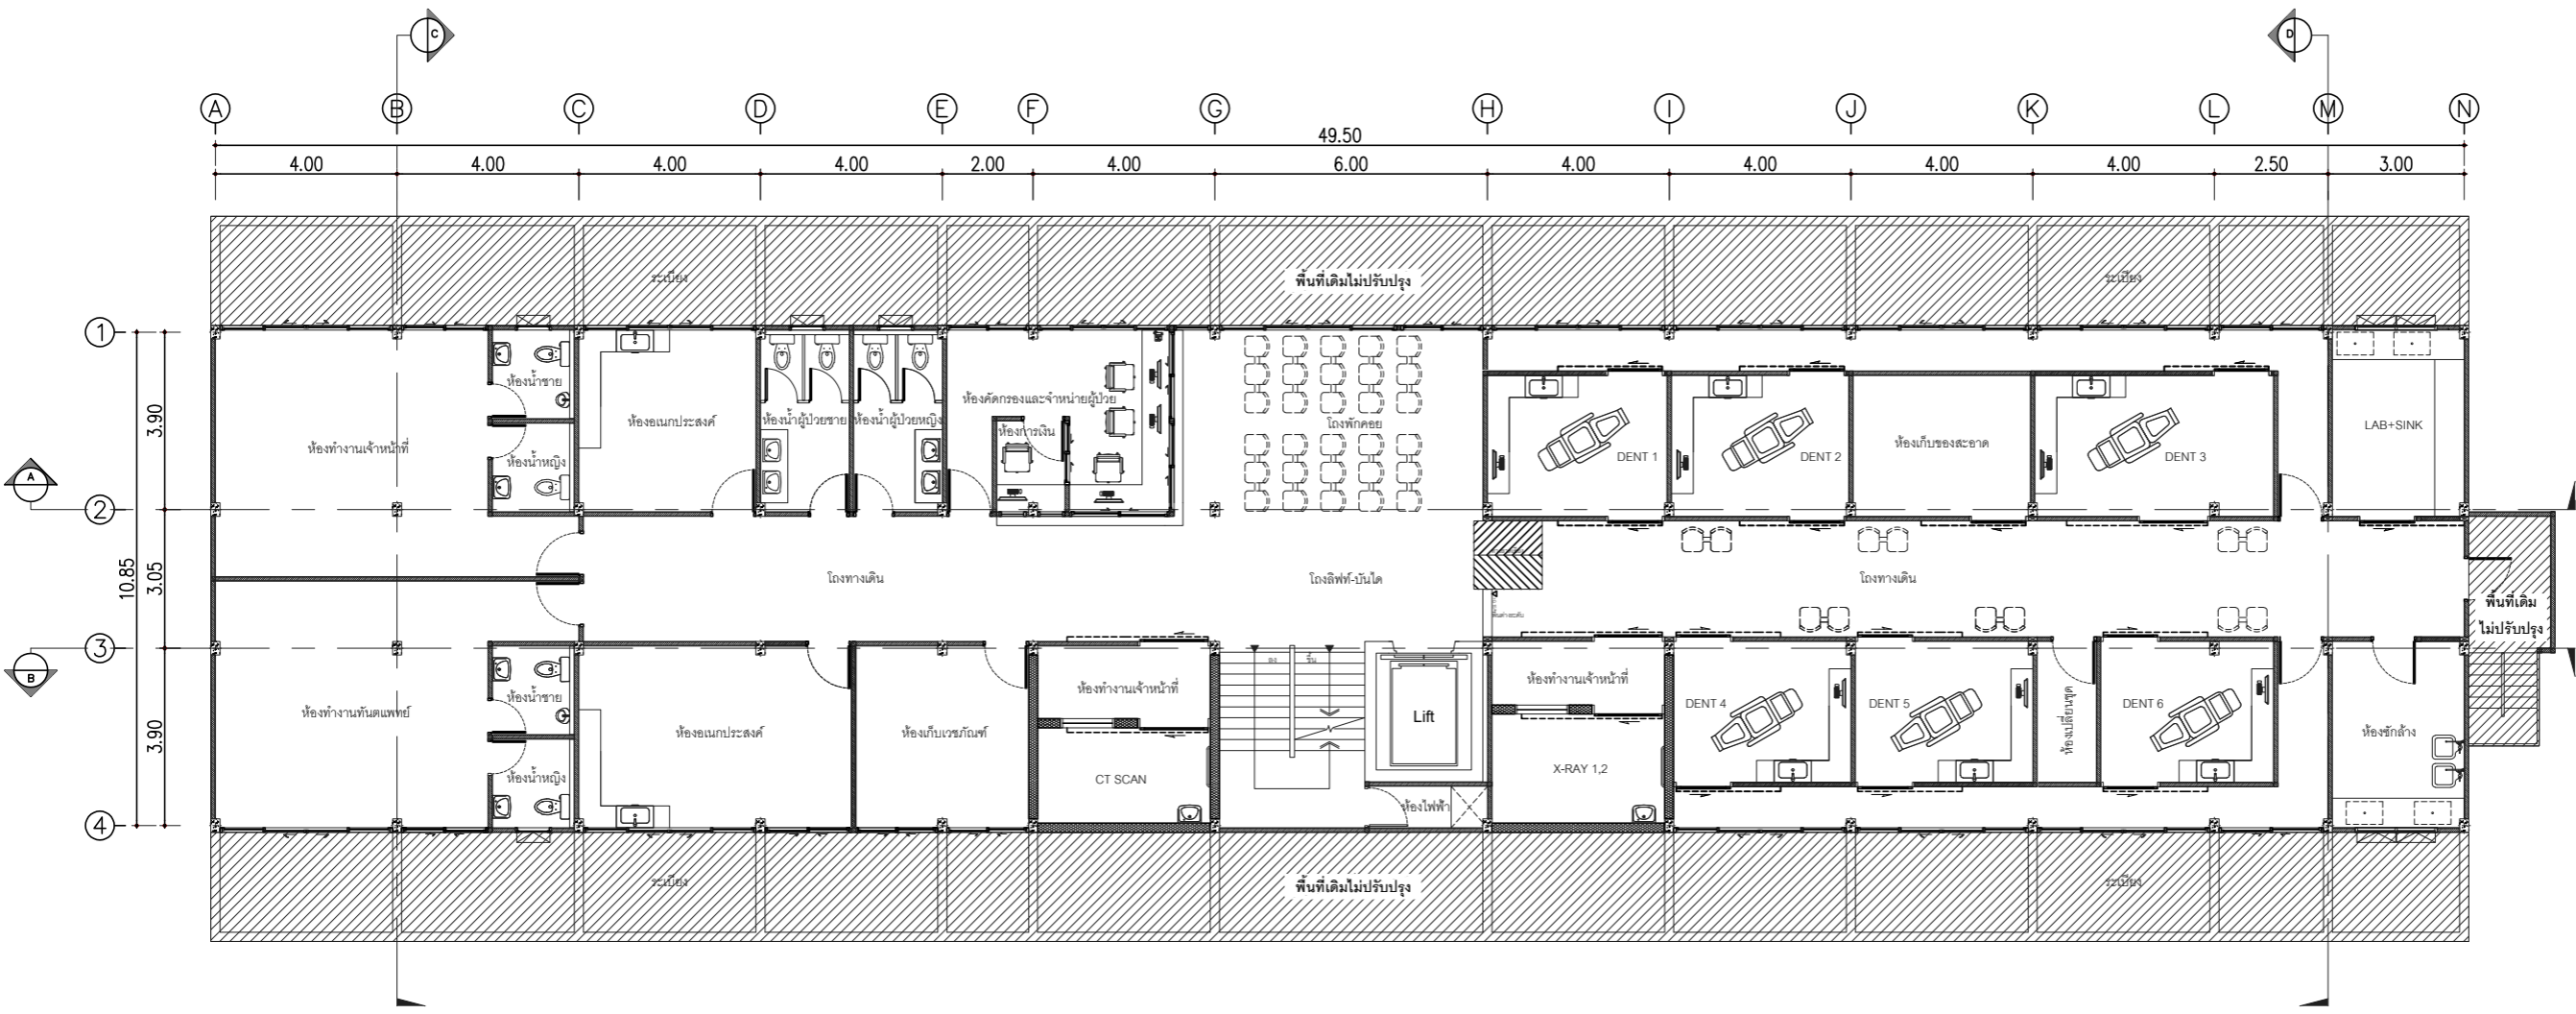 C
D
A
B
C
D
E
F
G
H
I
J
K
L
M
N
49.50
4.00
4.00
4.00
4.00
2.00
4.00
6.00
4.00
4.00
4.00
4.00
2.50
3.00
ระเบียง
พื้นที่เดิมไม่ปรับปรุง
ระเบียง
1
2
3
4
3.90
3.05
3.90
10.85
A
B
ห้องทำงานเจ้าหน้าที่
ห้องน้ำชาย
ห้องน้ำหญิง
ห้องอเนกประสงค์
ห้องน้ำผู้ป่วยชาย
ห้องน้ำผู้ป่วยหญิง
ห้องคัดกรองและจำหน่ายผู้ป่วย
ห้องการเงิน
โถงพักคอย
DENT 1
DENT 2
ห้องเก็บของสะอาด
DENT 3
LAB+SINK
โถงทางเดิน
โถงลิฟท์-บันได
โถงทางเดิน
พื้นที่เดิม
ไม่ปรับปรุง
ห้องทำงานทันตแพทย์
ห้องน้ำชาย
ห้องน้ำหญิง
ห้องอเนกประสงค์
ห้องเก็บเวชภัณฑ์
ห้องทำงานเจ้าหน้าที่
CT SCAN
ลง
ขึ้น
Lift
ห้องไฟฟ้า
ห้องทำงานเจ้าหน้าที่
X-RAY 1,2
DENT 4
DENT 5
ห้องเปลี่ยนชุด
DENT 6
ห้องซักล้าง
ระเบียง
พื้นที่เดิมไม่ปรับปรุง
ระเบียง